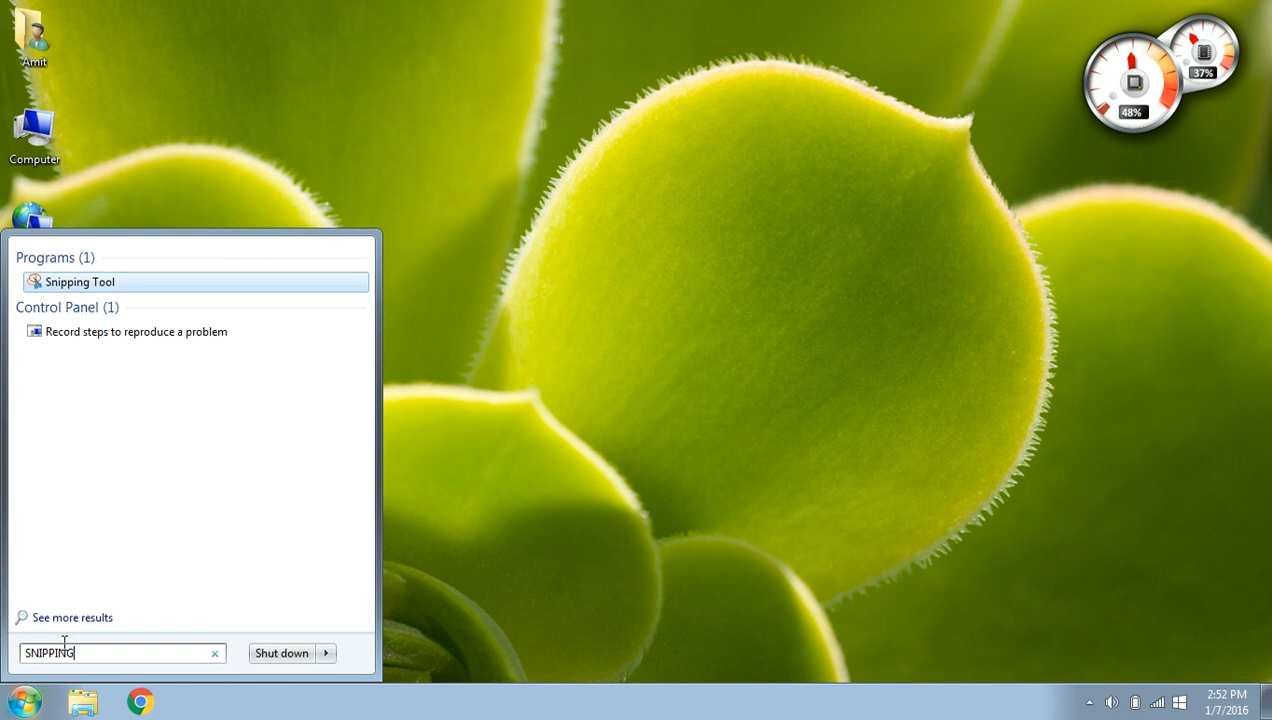 Amit
Computer
48%
37%
Programs (1)
Snipping Tool
Control Panel (1)
Record steps to reproduce a problem
See more results
SNIPPING
Shut down
2:52 PM
1/7/2016